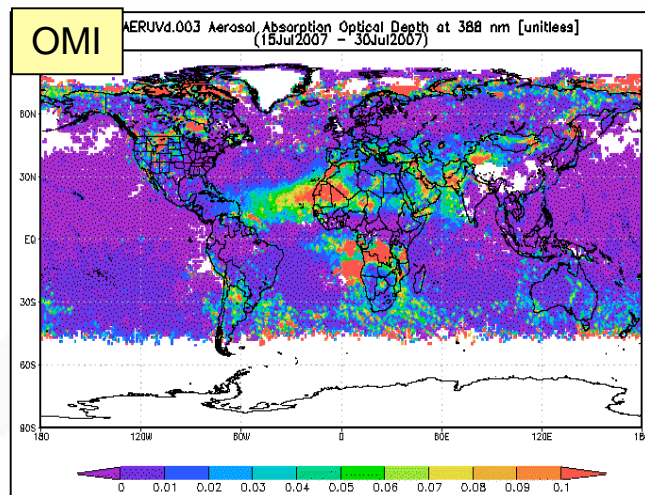 OMI
AERUVd.003 Aerosol Absorption Optical Depth at 388 nm [unitless]
(15Jul2007 - 30Jul2007)
60N
30N
EQ
30S
60S
90S
180 120W 60W 0 60E 120E 180
0 0.01 0.02 0.03 0.04 0.05 0.06 0.07 0.08 0.09 0.1